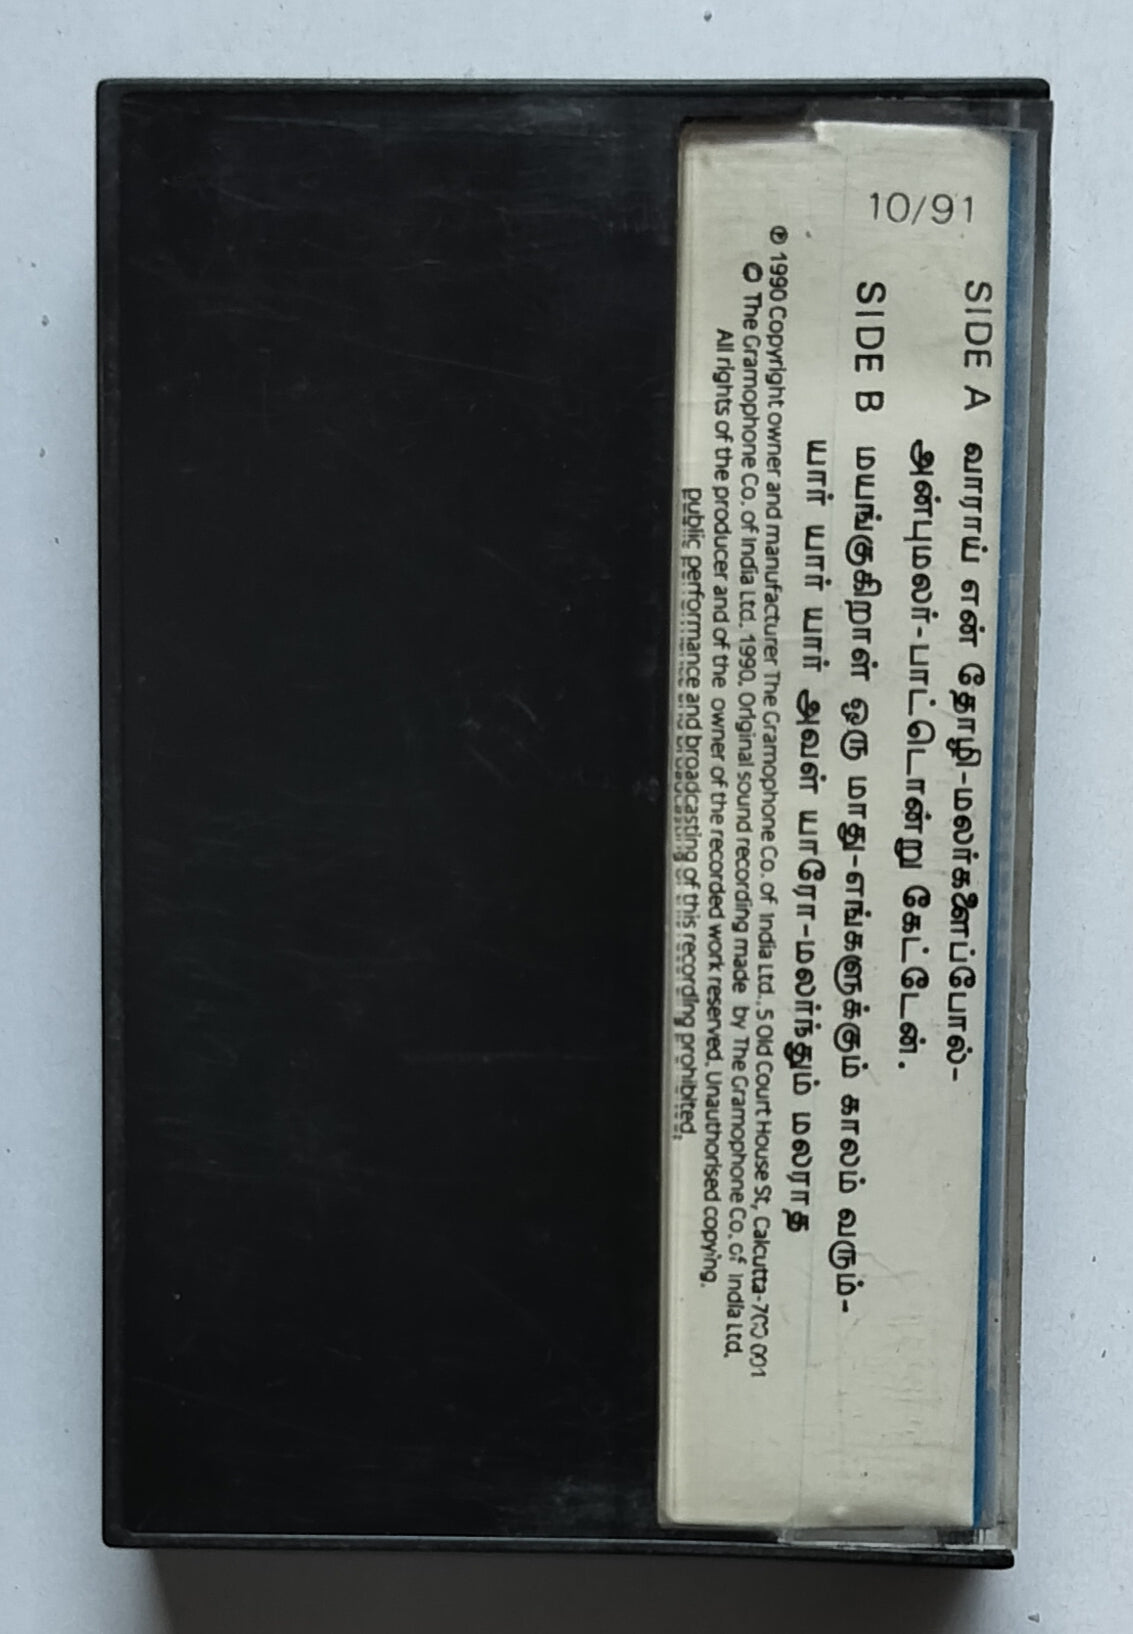 10/91
SIDE A வாராய் என் தோழி-மலர்களைப்போல்-
அன்புமலர்-பாட்டொன்று கேட்டேன்.
SIDE B மயங்குகிறாள் ஒரு மாது-எங்களுக்கும் காலம் வரும்-
யார் யார் யார் அவள் யாரோ-மலர்ந்தும் மலராத
℗ 1990 Copyright owner and manufacturer The Gramophone Co. of India Ltd., 5 Old Court House St, Calcutta-700 001
© The Gramophone Co. of India Ltd. 1990. Original sound recording made by The Gramophone Co. of India Ltd.
All rights of the producer and of the owner of the recorded work reserved. Unauthorised copying.
public performance and broadcasting of this recording prohibited.